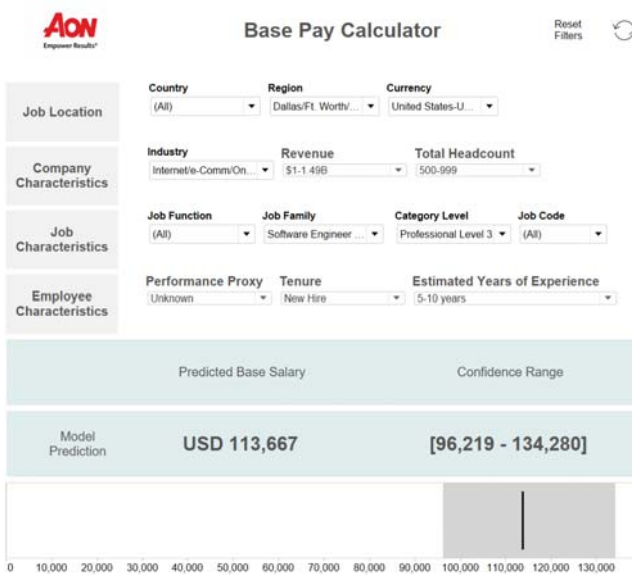 AON
Empower Results®
Base Pay Calculator
Reset
Filters
Job Location
Country
Region
Currency
(All)
Dallas/Ft. Worth/...
United States-U...
Company
Characteristics
Industry
Revenue
Total Headcount
Internet/e-Comm/On...
$1-1.49B
500-999
Job
Characteristics
Job Function
Job Family
Category Level
Job Code
(All)
Software Engineer ...
Professional Level 3
(All)
Employee
Characteristics
Performance Proxy
Tenure
Estimated Years of Experience
Unknown
New Hire
5-10 years
Predicted Base Salary
Confidence Range
Model
Prediction
USD 113,667
[96,219 - 134,280]
0 10,000 20,000 30,000 40,000 50,000 60,000 70,000 80,000 90,000 100,000 110,000 120,000 130,000